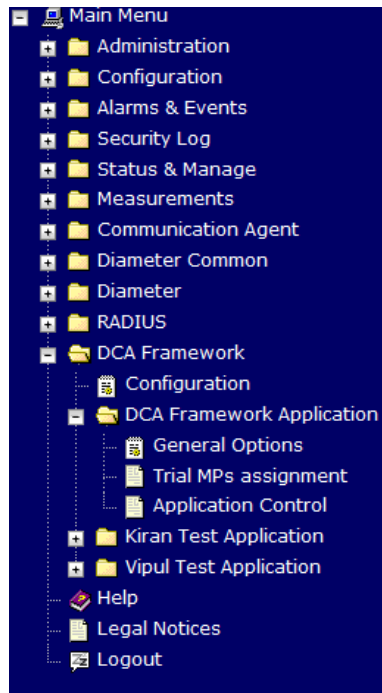 Main Menu
Administration
Configuration
Alarms & Events
Security Log
Status & Manage
Measurements
Communication Agent
Diameter Common
Diameter
RADIUS
DCA Framework
Configuration
DCA Framework Application
General Options
Trial MPs assignment
Application Control
Kiran Test Application
Vipul Test Application
Help
Legal Notices
Logout